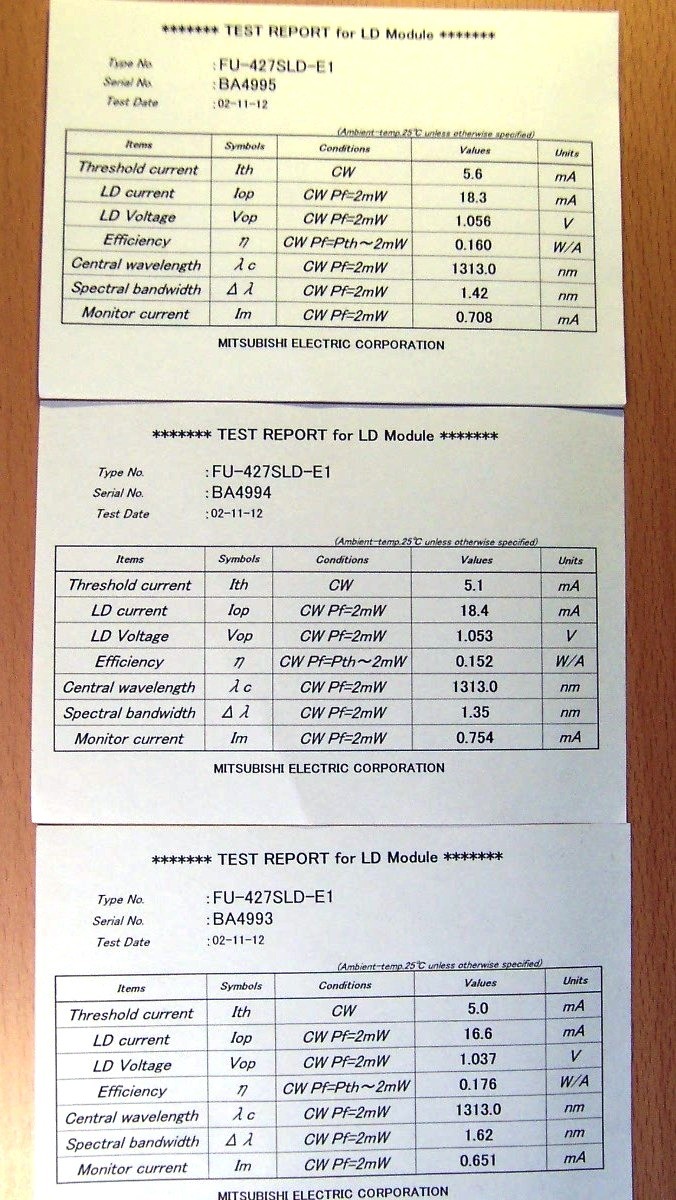 ******* TEST REPORT for LD Module *******
Type No. : FU-427SLD-E1
Serial No. : BA4995
Test Date : 02-11-12
(Ambient temp.25℃ unless otherwise specified)
Items Symbols Conditions Values Units
Threshold current Ith CW 5.6 mA
LD current Iop CW Pf=2mW 18.3 mA
LD Voltage Vop CW Pf=2mW 1.056 V
Efficiency η CW Pf=Pth~2mW 0.160 W/A
Central wavelength λc CW Pf=2mW 1313.0 nm
Spectral bandwidth Δλ CW Pf=2mW 1.42 nm
Monitor current Im CW Pf=2mW 0.708 mA
MITSUBISHI ELECTRIC CORPORATION
******* TEST REPORT for LD Module *******
Type No. : FU-427SLD-E1
Serial No. : BA4994
Test Date : 02-11-12
(Ambient temp.25℃ unless otherwise specified)
Items Symbols Conditions Values Units
Threshold current Ith CW 5.1 mA
LD current Iop CW Pf=2mW 18.4 mA
LD Voltage Vop CW Pf=2mW 1.053 V
Efficiency η CW Pf=Pth~2mW 0.152 W/A
Central wavelength λc CW Pf=2mW 1313.0 nm
Spectral bandwidth Δλ CW Pf=2mW 1.35 nm
Monitor current Im CW Pf=2mW 0.754 mA
MITSUBISHI ELECTRIC CORPORATION
******* TEST REPORT for LD Module *******
Type No. : FU-427SLD-E1
Serial No. : BA4993
Test Date : 02-11-12
(Ambient temp.25℃ unless otherwise specified)
Items Symbols Conditions Values Units
Threshold current Ith CW 5.0 mA
LD current Iop CW Pf=2mW 16.6 mA
LD Voltage Vop CW Pf=2mW 1.037 V
Efficiency η CW Pf=Pth~2mW 0.176 W/A
Central wavelength λc CW Pf=2mW 1313.0 nm
Spectral bandwidth Δλ CW Pf=2mW 1.62 nm
Monitor current Im CW Pf=2mW 0.651 mA
MITSUBISHI ELECTRIC CORPORATION